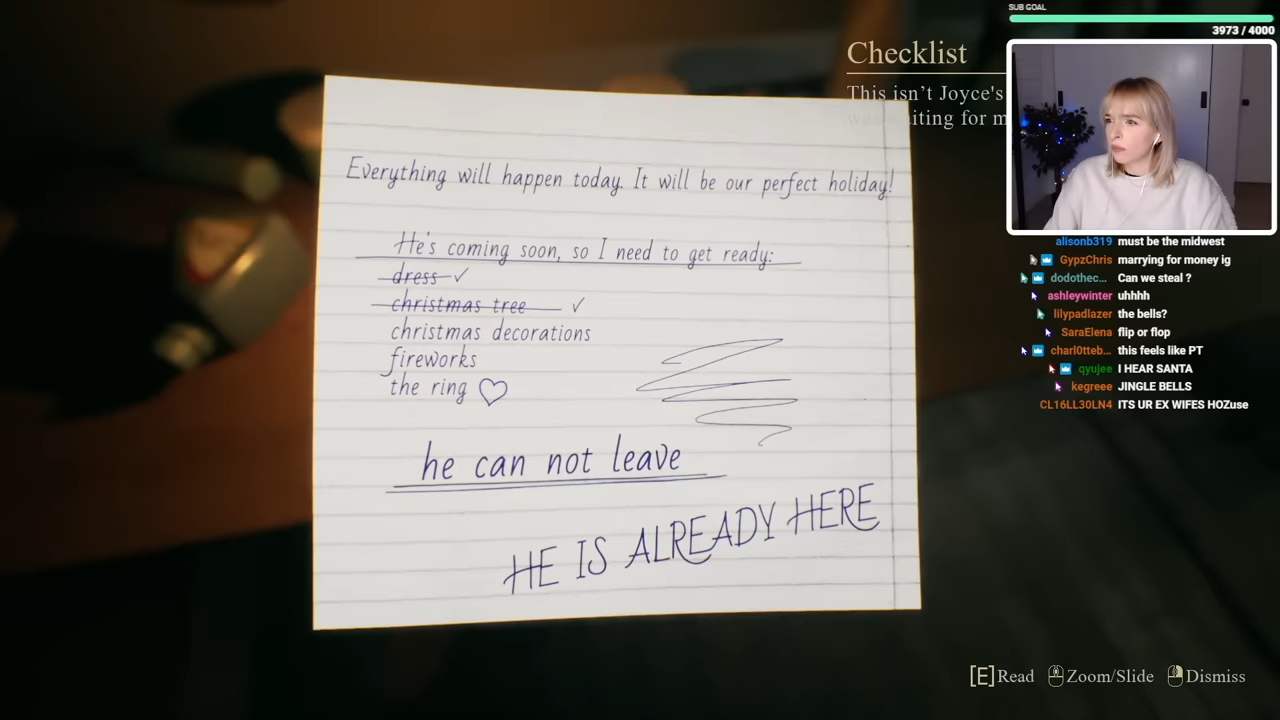 SUB GOAL
3973 / 4000
Checklist
This isn't Joyce's
iting for m
Everything will happen today. It will be our perfect holiday!
He's coming soon, so I need to get ready:
dress ✓
christmas tree ✓
christmas decorations
fireworks
the ring ♡
he can not leave
HE IS ALREADY HERE
alisonb319 must be the midwest
GypzChris marrying for money ig
dodothec... Can we steal ?
ashleywinter uhhhh
lilypadlazer the bells?
SaraElena flip or flop
charl0tteb... this feels like PT
qyujee I HEAR SANTA
kegreee JINGLE BELLS
CL16LL30LN4 ITS UR EX WIFES HOZuse
[E] Read Zoom/Slide Dismiss